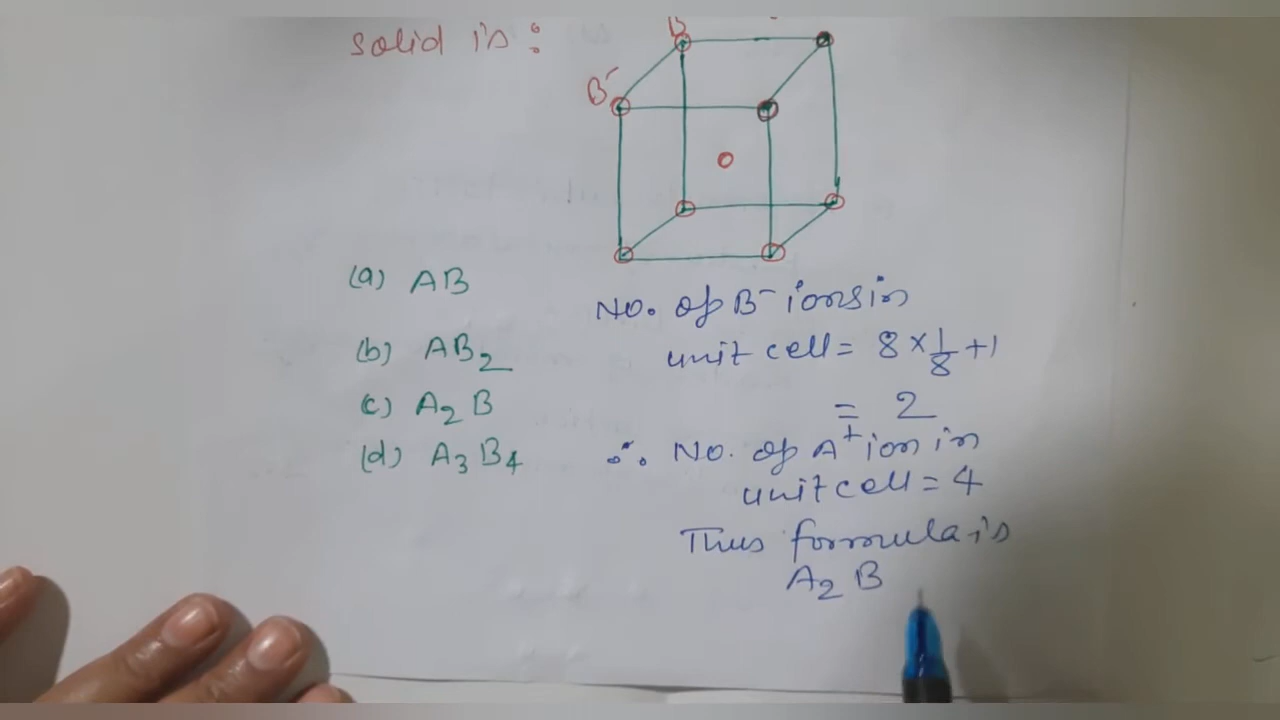 solid is :
B
B⁻
(a) AB
(b) AB₂
(c) A₂B
(d) A₃B₄
No. of B⁻ ions in
unit cell = 8 × 1/8 + 1
= 2
∴ No. of A⁺ ion in
unit cell = 4
Thus formula is
A₂B